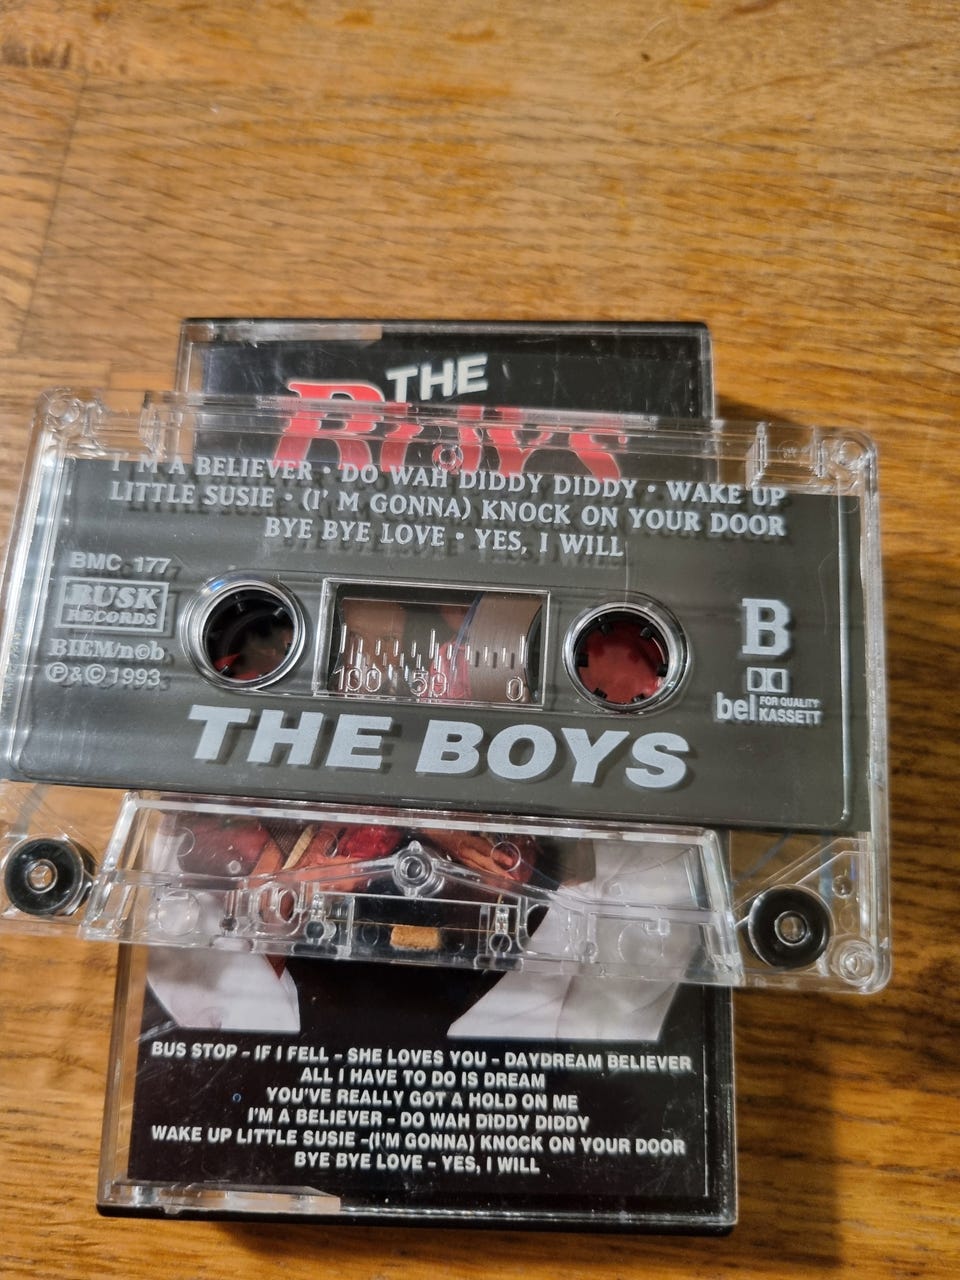 THE
BOYS
I'M A BELIEVER • DO WAH DIDDY DIDDY • WAKE UP
LITTLE SUSIE • (I' M GONNA) KNOCK ON YOUR DOOR
BYE BYE LOVE • YES, I WILL
BMC 177
BUSK
RECORDS
BIEM/n©b
Ⓟ&© 1993
100 50 0
B
bel FOR QUALITY
KASSETT
THE BOYS
BUS STOP – IF I FELL – SHE LOVES YOU – DAYDREAM BELIEVER
ALL I HAVE TO DO IS DREAM
YOU'VE REALLY GOT A HOLD ON ME
I'M A BELIEVER – DO WAH DIDDY DIDDY
WAKE UP LITTLE SUSIE –(I'M GONNA) KNOCK ON YOUR DOOR
BYE BYE LOVE – YES, I WILL